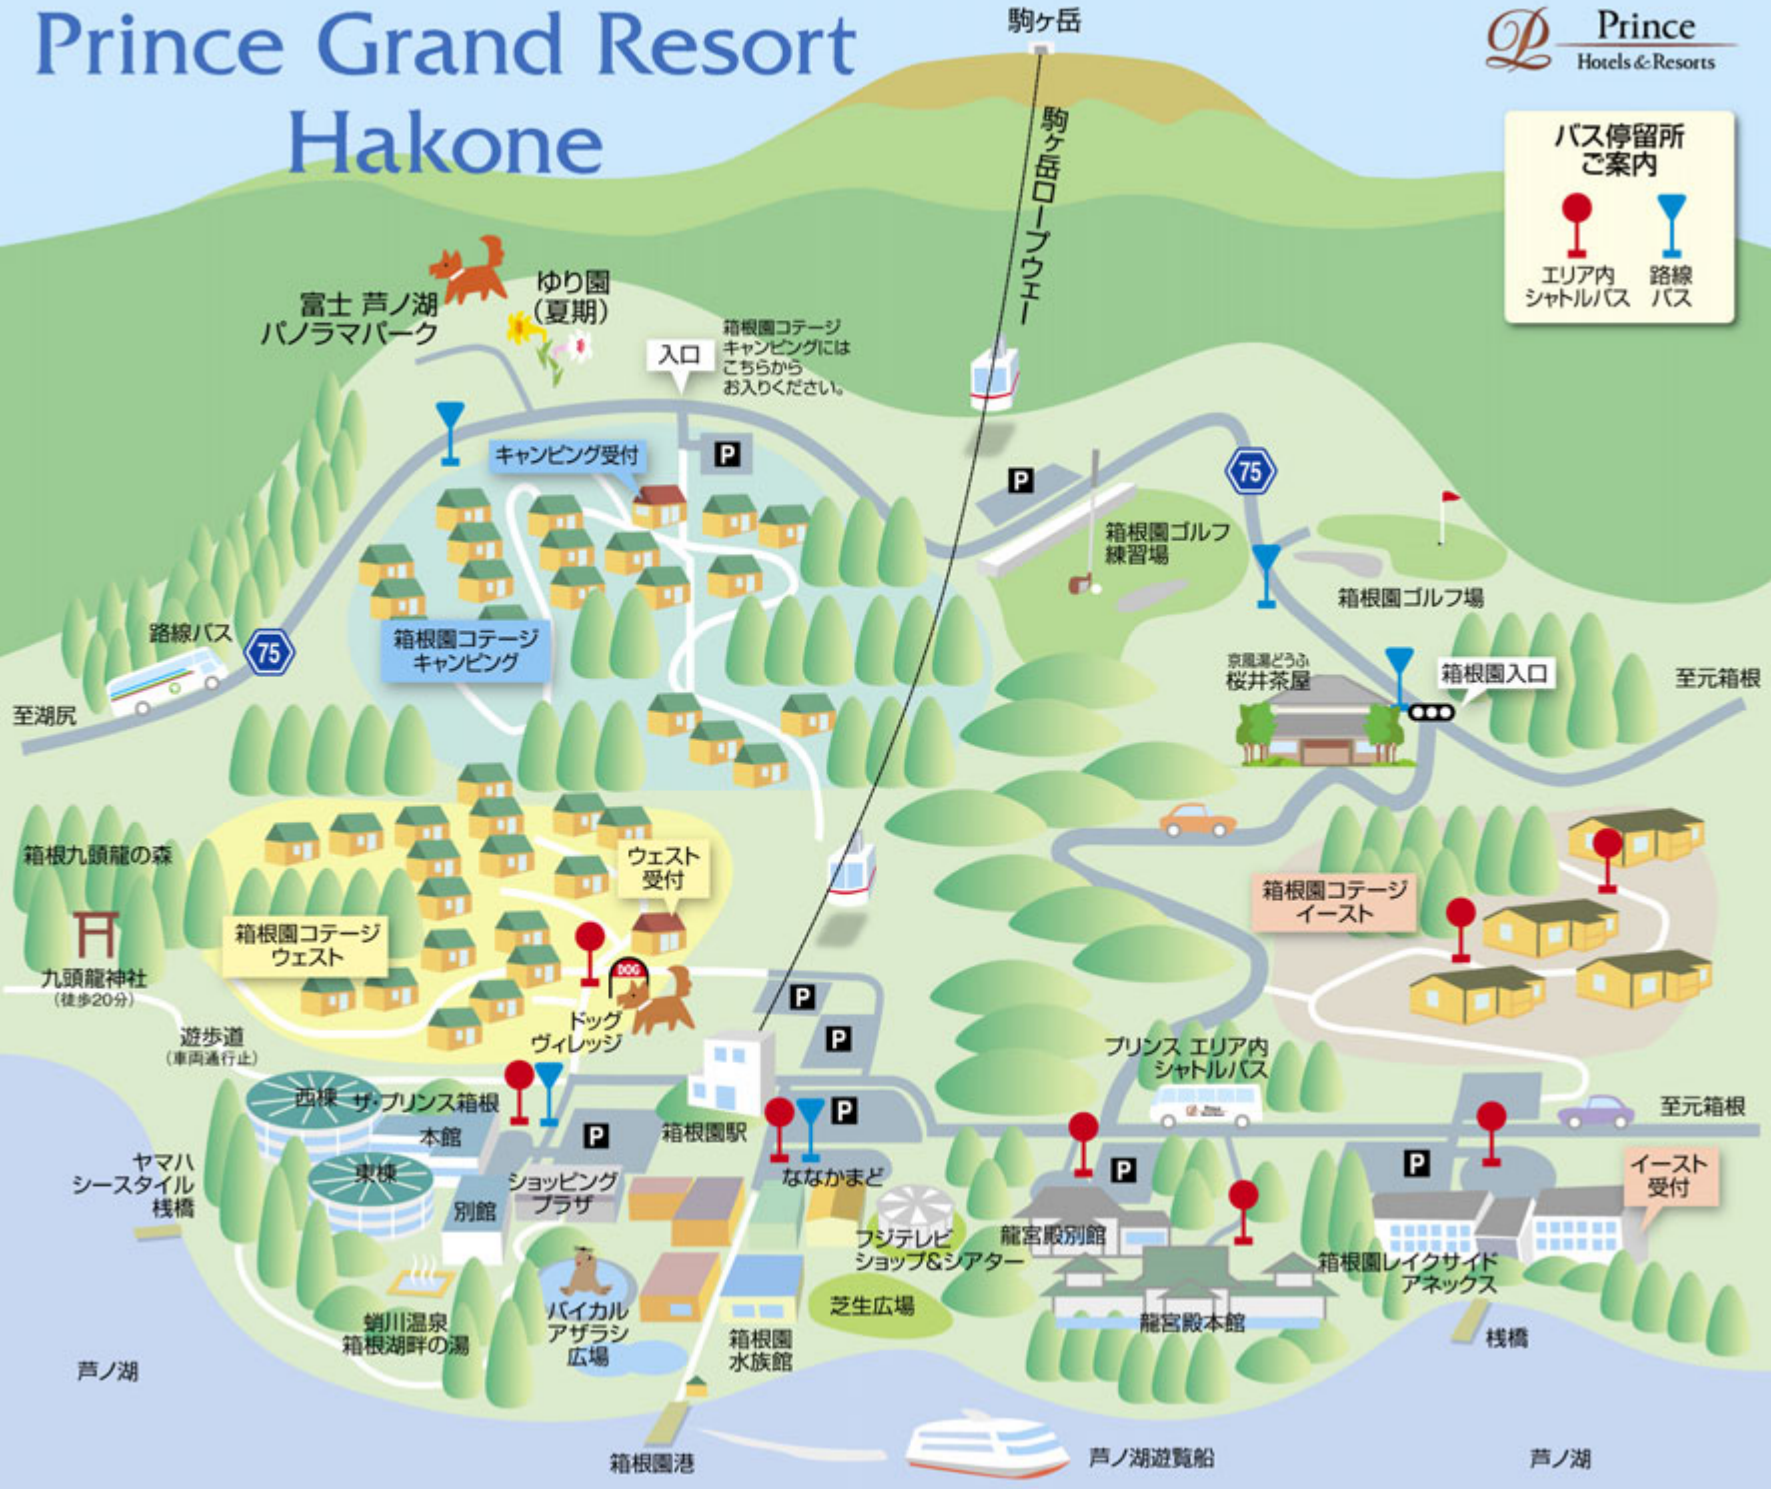 Prince Grand Resort
Hakone
駒ヶ岳
Prince
Hotels & Resorts
バス停留所
ご案内
エリア内
シャトルバス
路線
バス
駒ヶ岳ロープウェー
富士 芦ノ湖
パノラマパーク
ゆり園
(夏期)
入口
箱根園コテージ
キャンピングには
こちらから
お入りください。
キャンピング受付
P
P
75
箱根園ゴルフ
練習場
箱根園ゴルフ場
路線バス
75
至湖尻
箱根園コテージ
キャンピング
京風湯どうふ
桜井茶屋
箱根園入口
至元箱根
箱根九頭龍の森
九頭龍神社
(徒歩20分)
遊歩道
(車両通行止)
箱根園コテージ
ウェスト
ウェスト
受付
DOG
ドッグ
ヴィレッジ
P
P
箱根園コテージ
イースト
プリンス エリア内
シャトルバス
Prince
至元箱根
西棟
ザ・プリンス箱根
本館
東棟
別館
P
ショッピング
プラザ
箱根園駅
P
ななかまど
P
P
イースト
受付
ヤマハ
シースタイル
桟橋
フジテレビ
ショップ&シアター
龍宮殿別館
箱根園レイクサイド
アネックス
蛸川温泉
箱根湖畔の湯
バイカル
アザラシ
広場
箱根園
水族館
芝生広場
龍宮殿本館
桟橋
芦ノ湖
箱根園港
芦ノ湖遊覧船
芦ノ湖